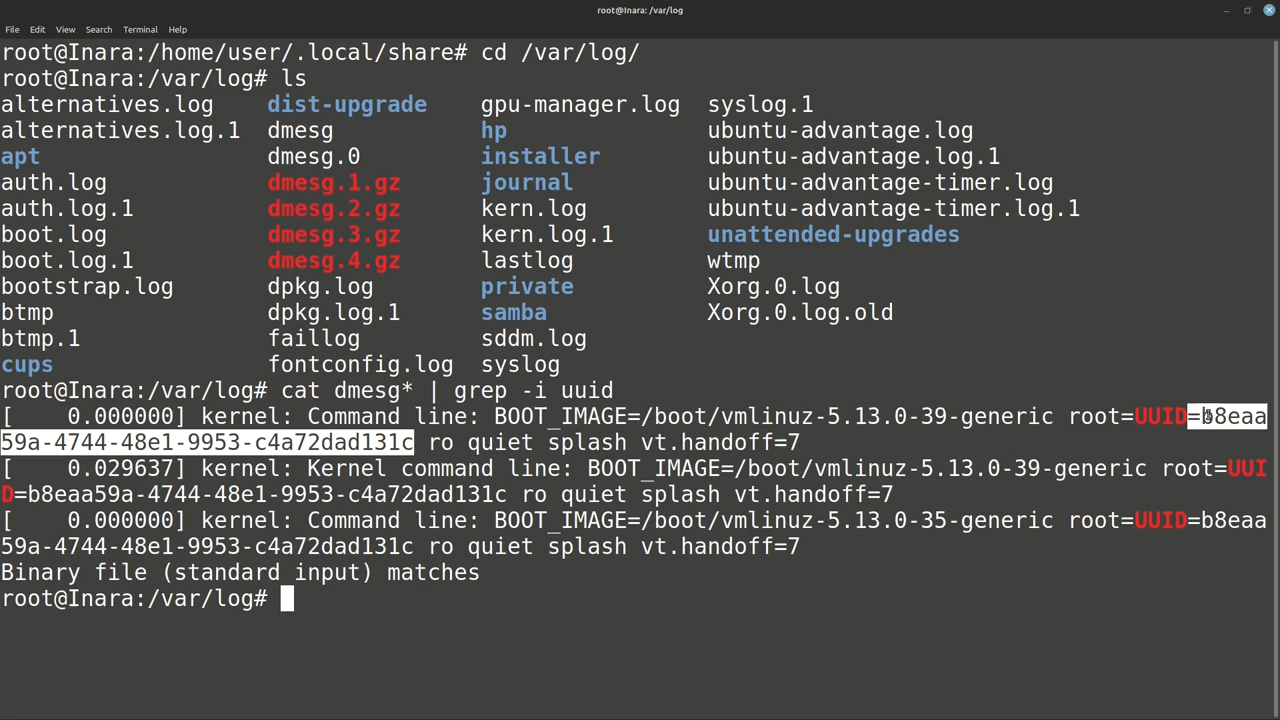 root@Inara: /var/log
File Edit View Search Terminal Help
root@Inara:/home/user/.local/share# cd /var/log/
root@Inara:/var/log# ls
alternatives.log dist-upgrade gpu-manager.log syslog.1
alternatives.log.1 dmesg hp ubuntu-advantage.log
apt dmesg.0 installer ubuntu-advantage.log.1
auth.log dmesg.1.gz journal ubuntu-advantage-timer.log
auth.log.1 dmesg.2.gz kern.log ubuntu-advantage-timer.log.1
boot.log dmesg.3.gz kern.log.1 unattended-upgrades
boot.log.1 dmesg.4.gz lastlog wtmp
bootstrap.log dpkg.log private Xorg.0.log
btmp dpkg.log.1 samba Xorg.0.log.old
btmp.1 faillog sddm.log
cups fontconfig.log syslog
root@Inara:/var/log# cat dmesg* | grep -i uuid
[    0.000000] kernel: Command line: BOOT_IMAGE=/boot/vmlinuz-5.13.0-39-generic root=UUID=b8eaa
59a-4744-48e1-9953-c4a72dad131c ro quiet splash vt.handoff=7
[    0.029637] kernel: Kernel command line: BOOT_IMAGE=/boot/vmlinuz-5.13.0-39-generic root=UUI
D=b8eaa59a-4744-48e1-9953-c4a72dad131c ro quiet splash vt.handoff=7
[    0.000000] kernel: Command line: BOOT_IMAGE=/boot/vmlinuz-5.13.0-35-generic root=UUID=b8eaa
59a-4744-48e1-9953-c4a72dad131c ro quiet splash vt.handoff=7
Binary file (standard input) matches
root@Inara:/var/log#